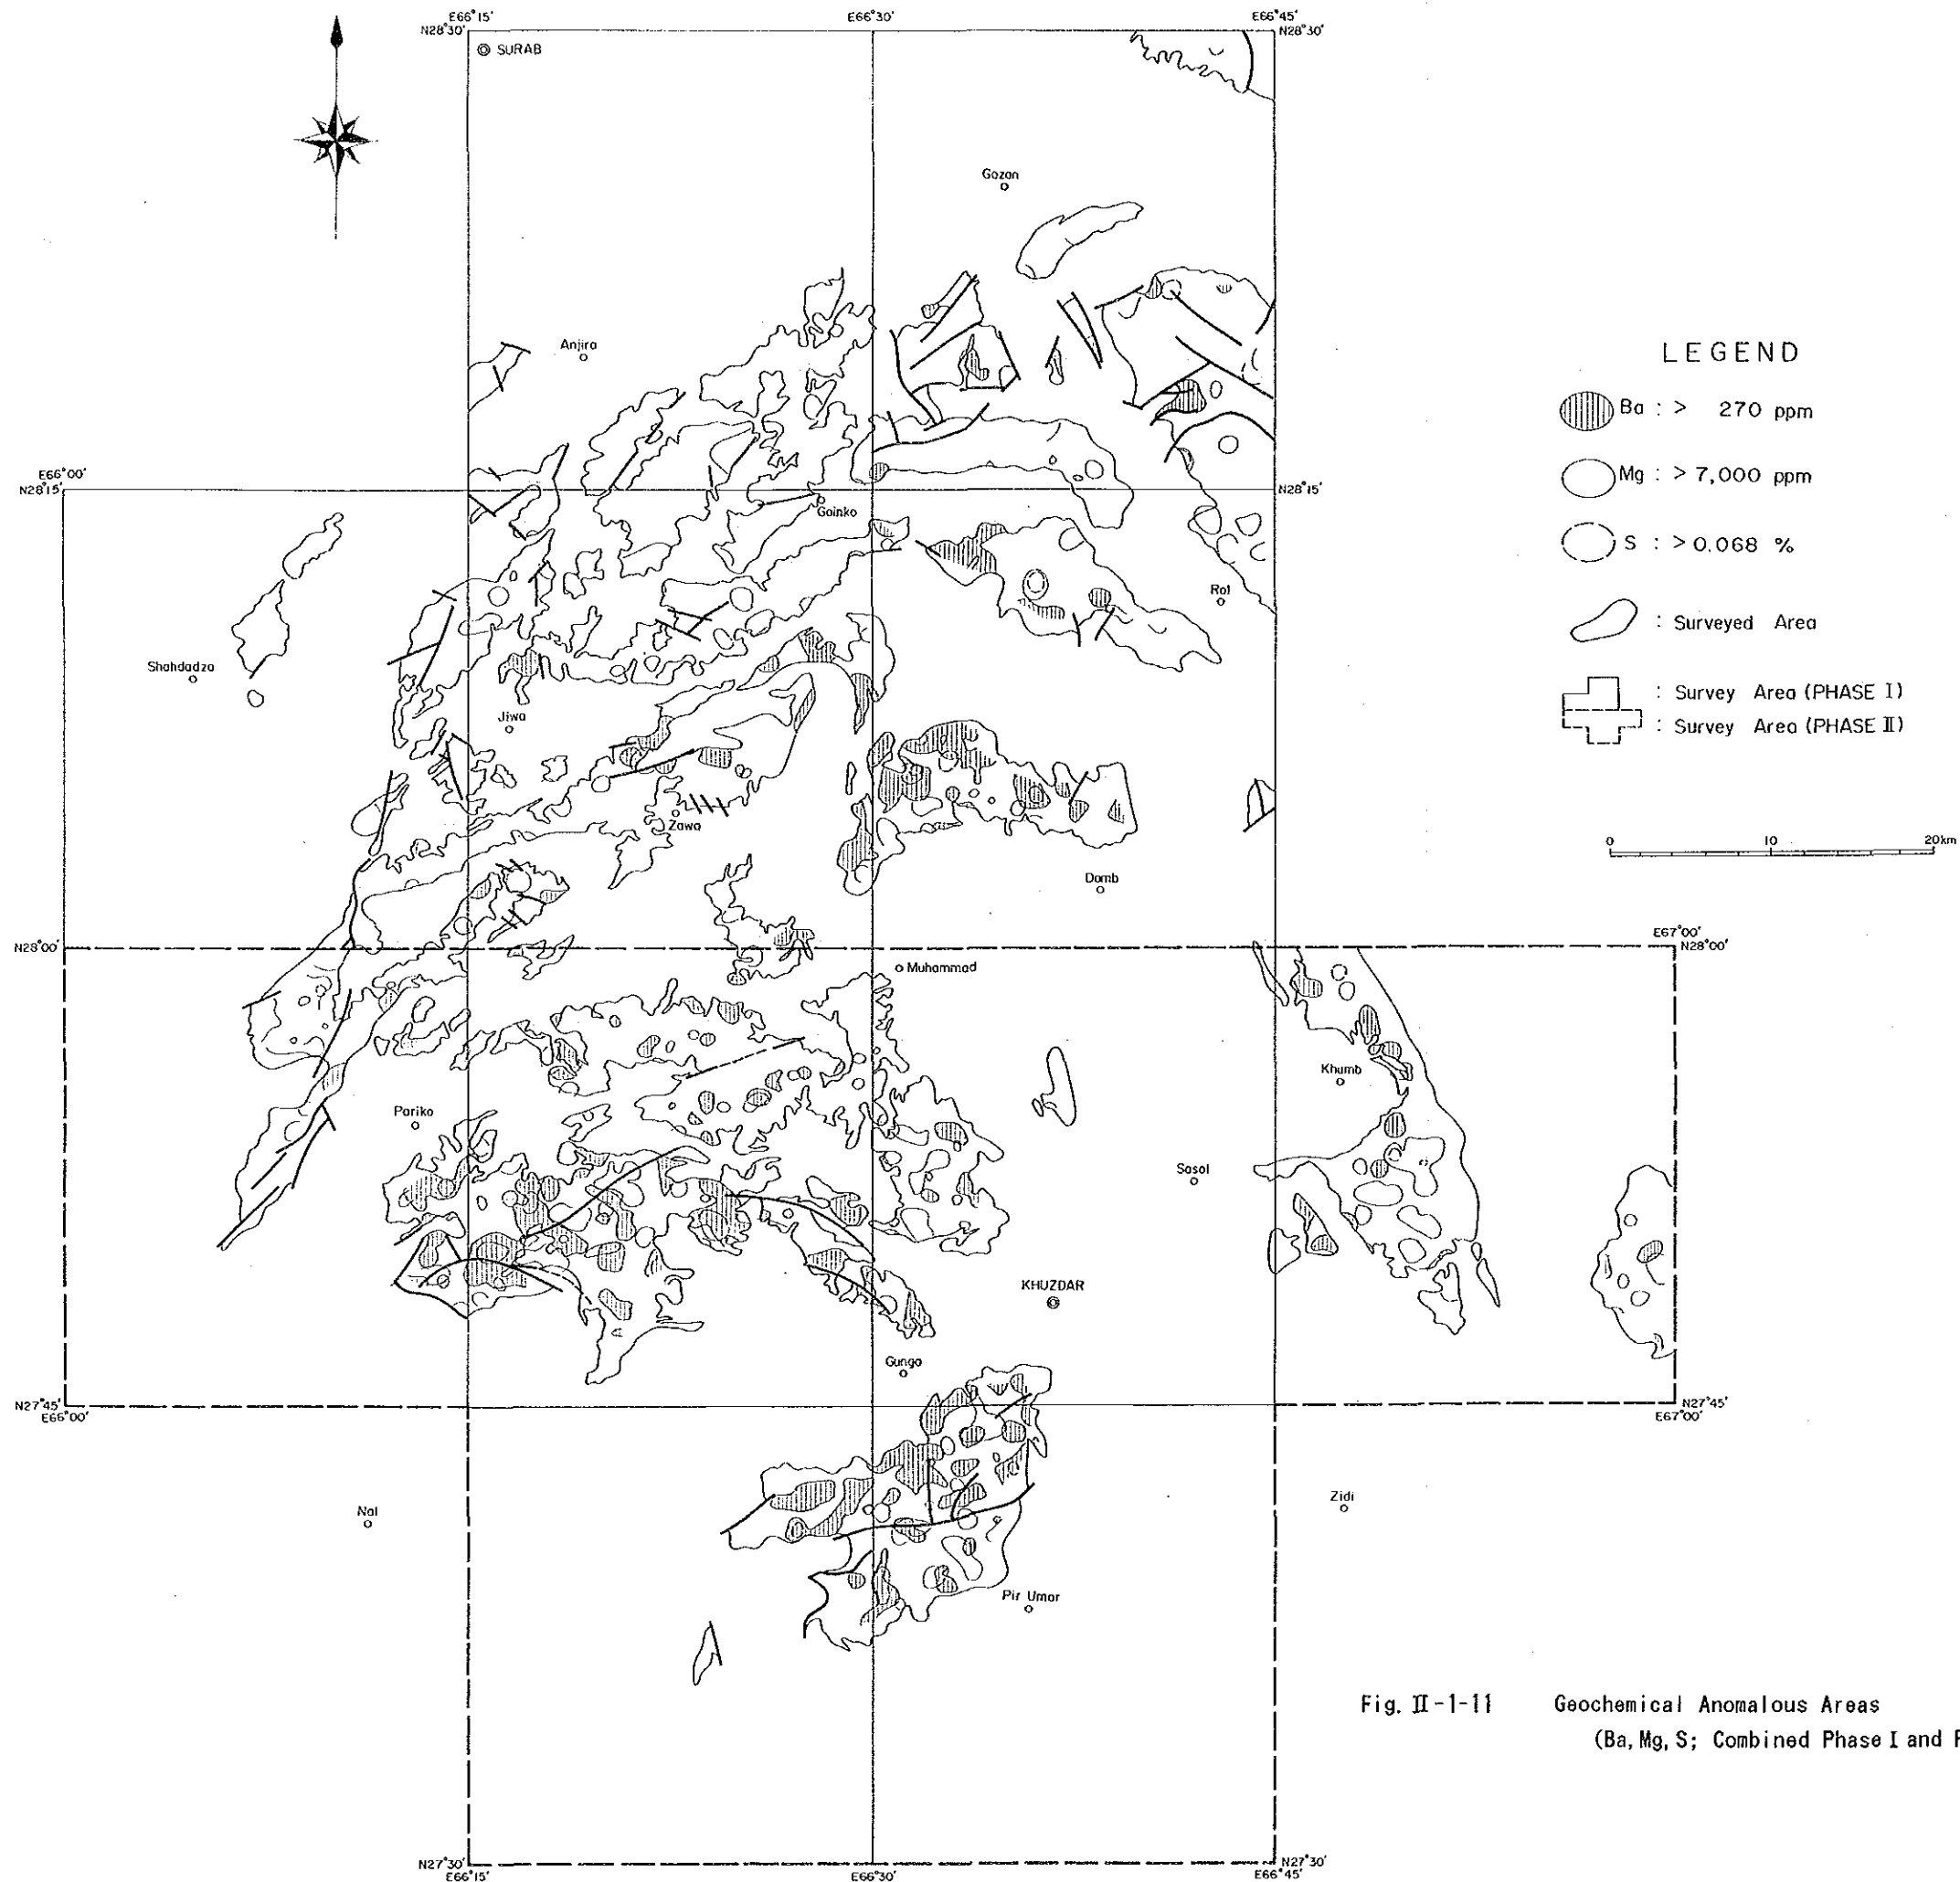 E66°15'
E66°30'
E66°45'
N28°30'
N28°30'
SURAB
Gazan
Anjira
LEGEND
Ba : > 270 ppm
Mg : > 7,000 ppm
S : > 0.068 %
: Surveyed Area
: Survey Area (PHASE I)
: Survey Area (PHASE II)
E66°00'
N28°15'
N28°15'
Goinko
Rol
Shahdadza
Jiwa
Zawa
0 10 20km
Domb
N28°00'
E67°00'
N28°00'
Muhammad
Khumb
Pariko
Sasol
KHUZDAR
Gunga
N27°45'
E66°00'
N27°45'
E67°00'
Nal
Zidi
Pir Umar
Fig. II-1-11 Geochemical Anomalous Areas
(Ba, Mg, S; Combined Phase I and
N27°30'
N27°30'
E66°15'
E66°30'
E66°45'